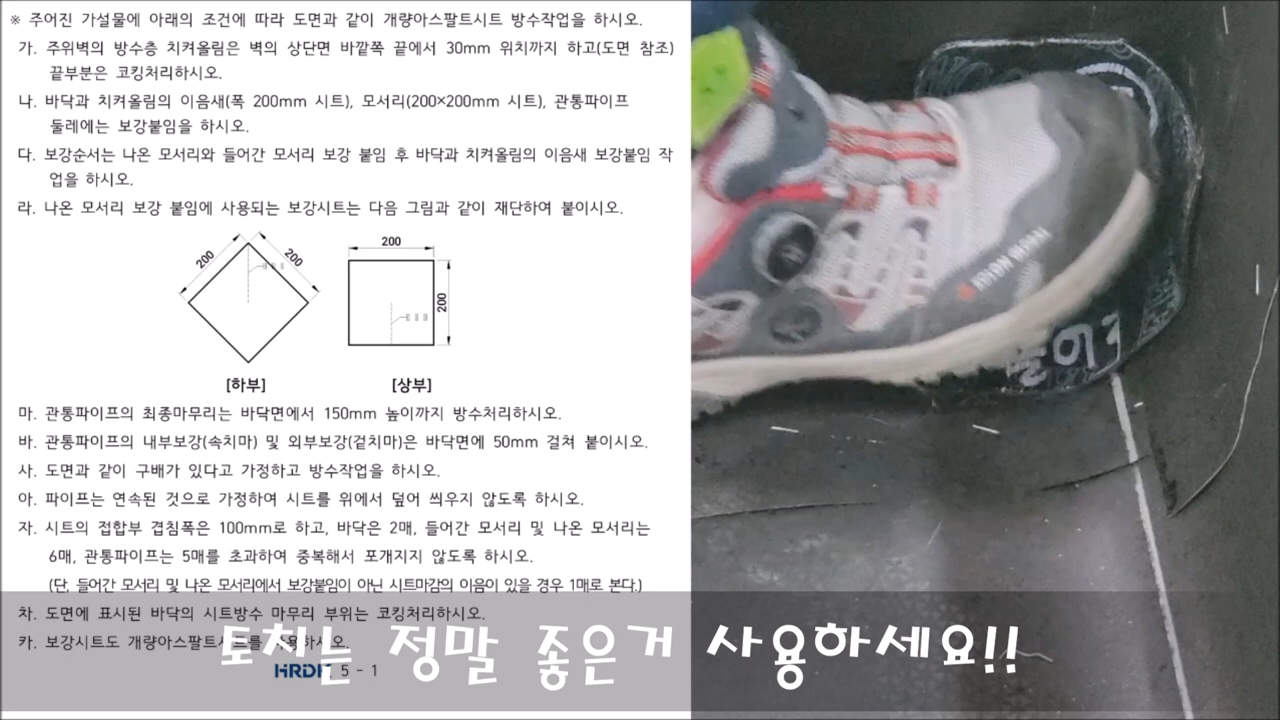 ※ 주어진 가설물에 아래의 조건에 따라 도면과 같이 개량아스팔트시트 방수작업을 하시오.
가. 주위벽의 방수층 치켜올림은 벽의 상단면 바깥쪽 끝에서 30mm 위치까지 하고(도면 참조)
끝부분은 코킹처리하시오.
나. 바닥과 치켜올림의 이음새(폭 200mm 시트), 모서리(200×200mm 시트), 관통파이프
둘레에는 보강붙임을 하시오.
다. 보강순서는 나온 모서리와 들어간 모서리 보강 붙임 후 바닥과 치켜올림의 이음새 보강붙임 작
업을 하시오.
라. 나온 모서리 보강 붙임에 사용되는 보강시트는 다음 그림과 같이 재단하여 붙이시오.
200 200 200
200
[하부] [상부]
마. 관통파이프의 최종마무리는 바닥면에서 150mm 높이까지 방수처리하시오.
바. 관통파이프의 내부보강(속치마) 및 외부보강(겉치마)은 바닥면에 50mm 걸쳐 붙이시오.
사. 도면과 같이 구배가 있다고 가정하고 방수작업을 하시오.
아. 파이프는 연속된 것으로 가정하여 시트를 위에서 덮어 씌우지 않도록 하시오.
자. 시트의 접합부 겹침폭은 100mm로 하고, 바닥은 2매, 들어간 모서리 및 나온 모서리는
6매, 관통파이프는 5매를 초과하여 중복해서 포개지지 않도록 하시오.
(단, 들어간 모서리 및 나온 모서리에서 보강붙임이 아닌 시트마감의 이음이 있을 경우 1매로 본다.)
차. 도면에 표시된 바닥의 시트방수 마무리 부위는 코킹처리하시오.
카. 보강시트도 개량아스팔트시트를 사용하시오.
토치는 정말 좋은거 사용하세요!!
HRDK 5 - 1